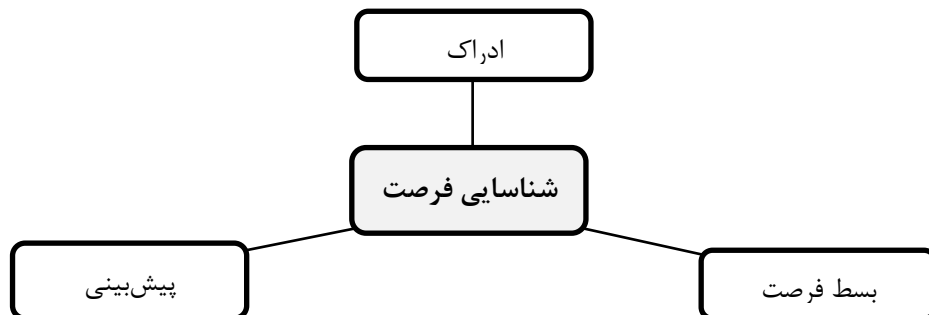 ادراک
شناسایی فرصت
بسط فرصت
پیش‌بینی